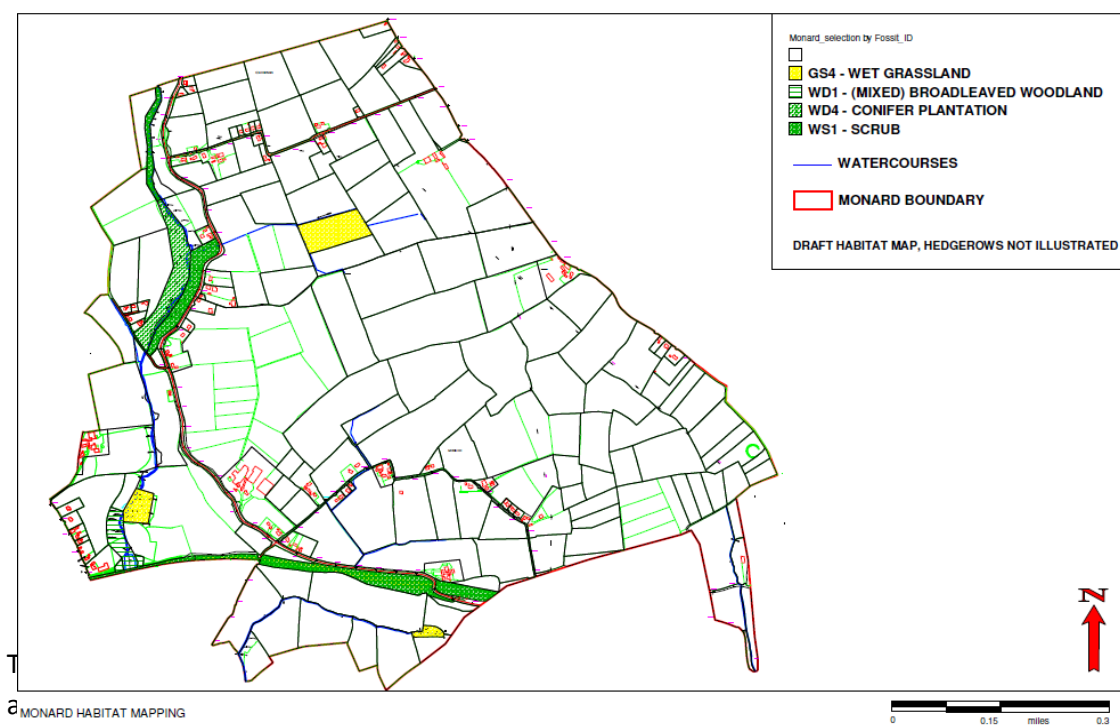 Monard_selection by Fossit_ID
GS4 - WET GRASSLAND
WD1 - (MIXED) BROADLEAVED WOODLAND
WD4 - CONIFER PLANTATION
WS1 - SCRUB
WATERCOURSES
MONARD BOUNDARY
DRAFT HABITAT MAP, HEDGEROWS NOT ILLUSTRATED
N
T
a
MONARD HABITAT MAPPING
0 0.15 miles 0.3